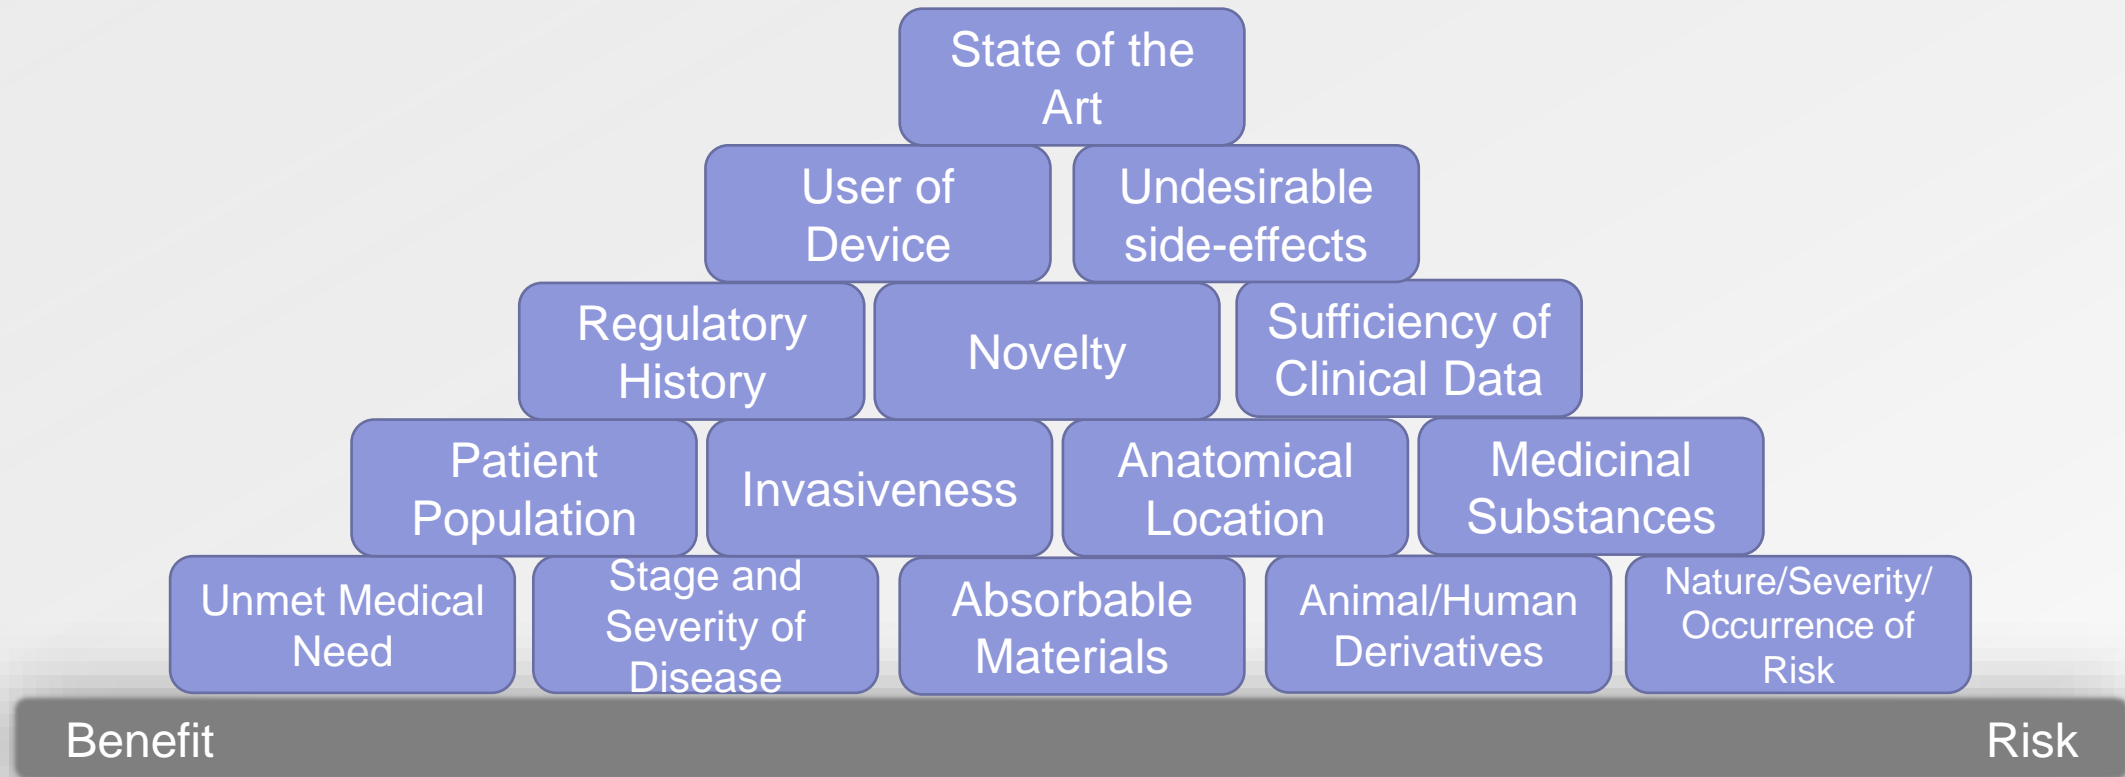 State of the
Art
User of
Device
Undesirable
side-effects
Regulatory
History
Novelty
Sufficiency of
Clinical Data
Patient
Population
Invasiveness
Anatomical
Location
Medicinal
Substances
Unmet Medical
Need
Stage and
Severity of
Disease
Absorbable
Materials
Animal/Human
Derivatives
Nature/Severity/
Occurrence of
Risk
Benefit
Risk